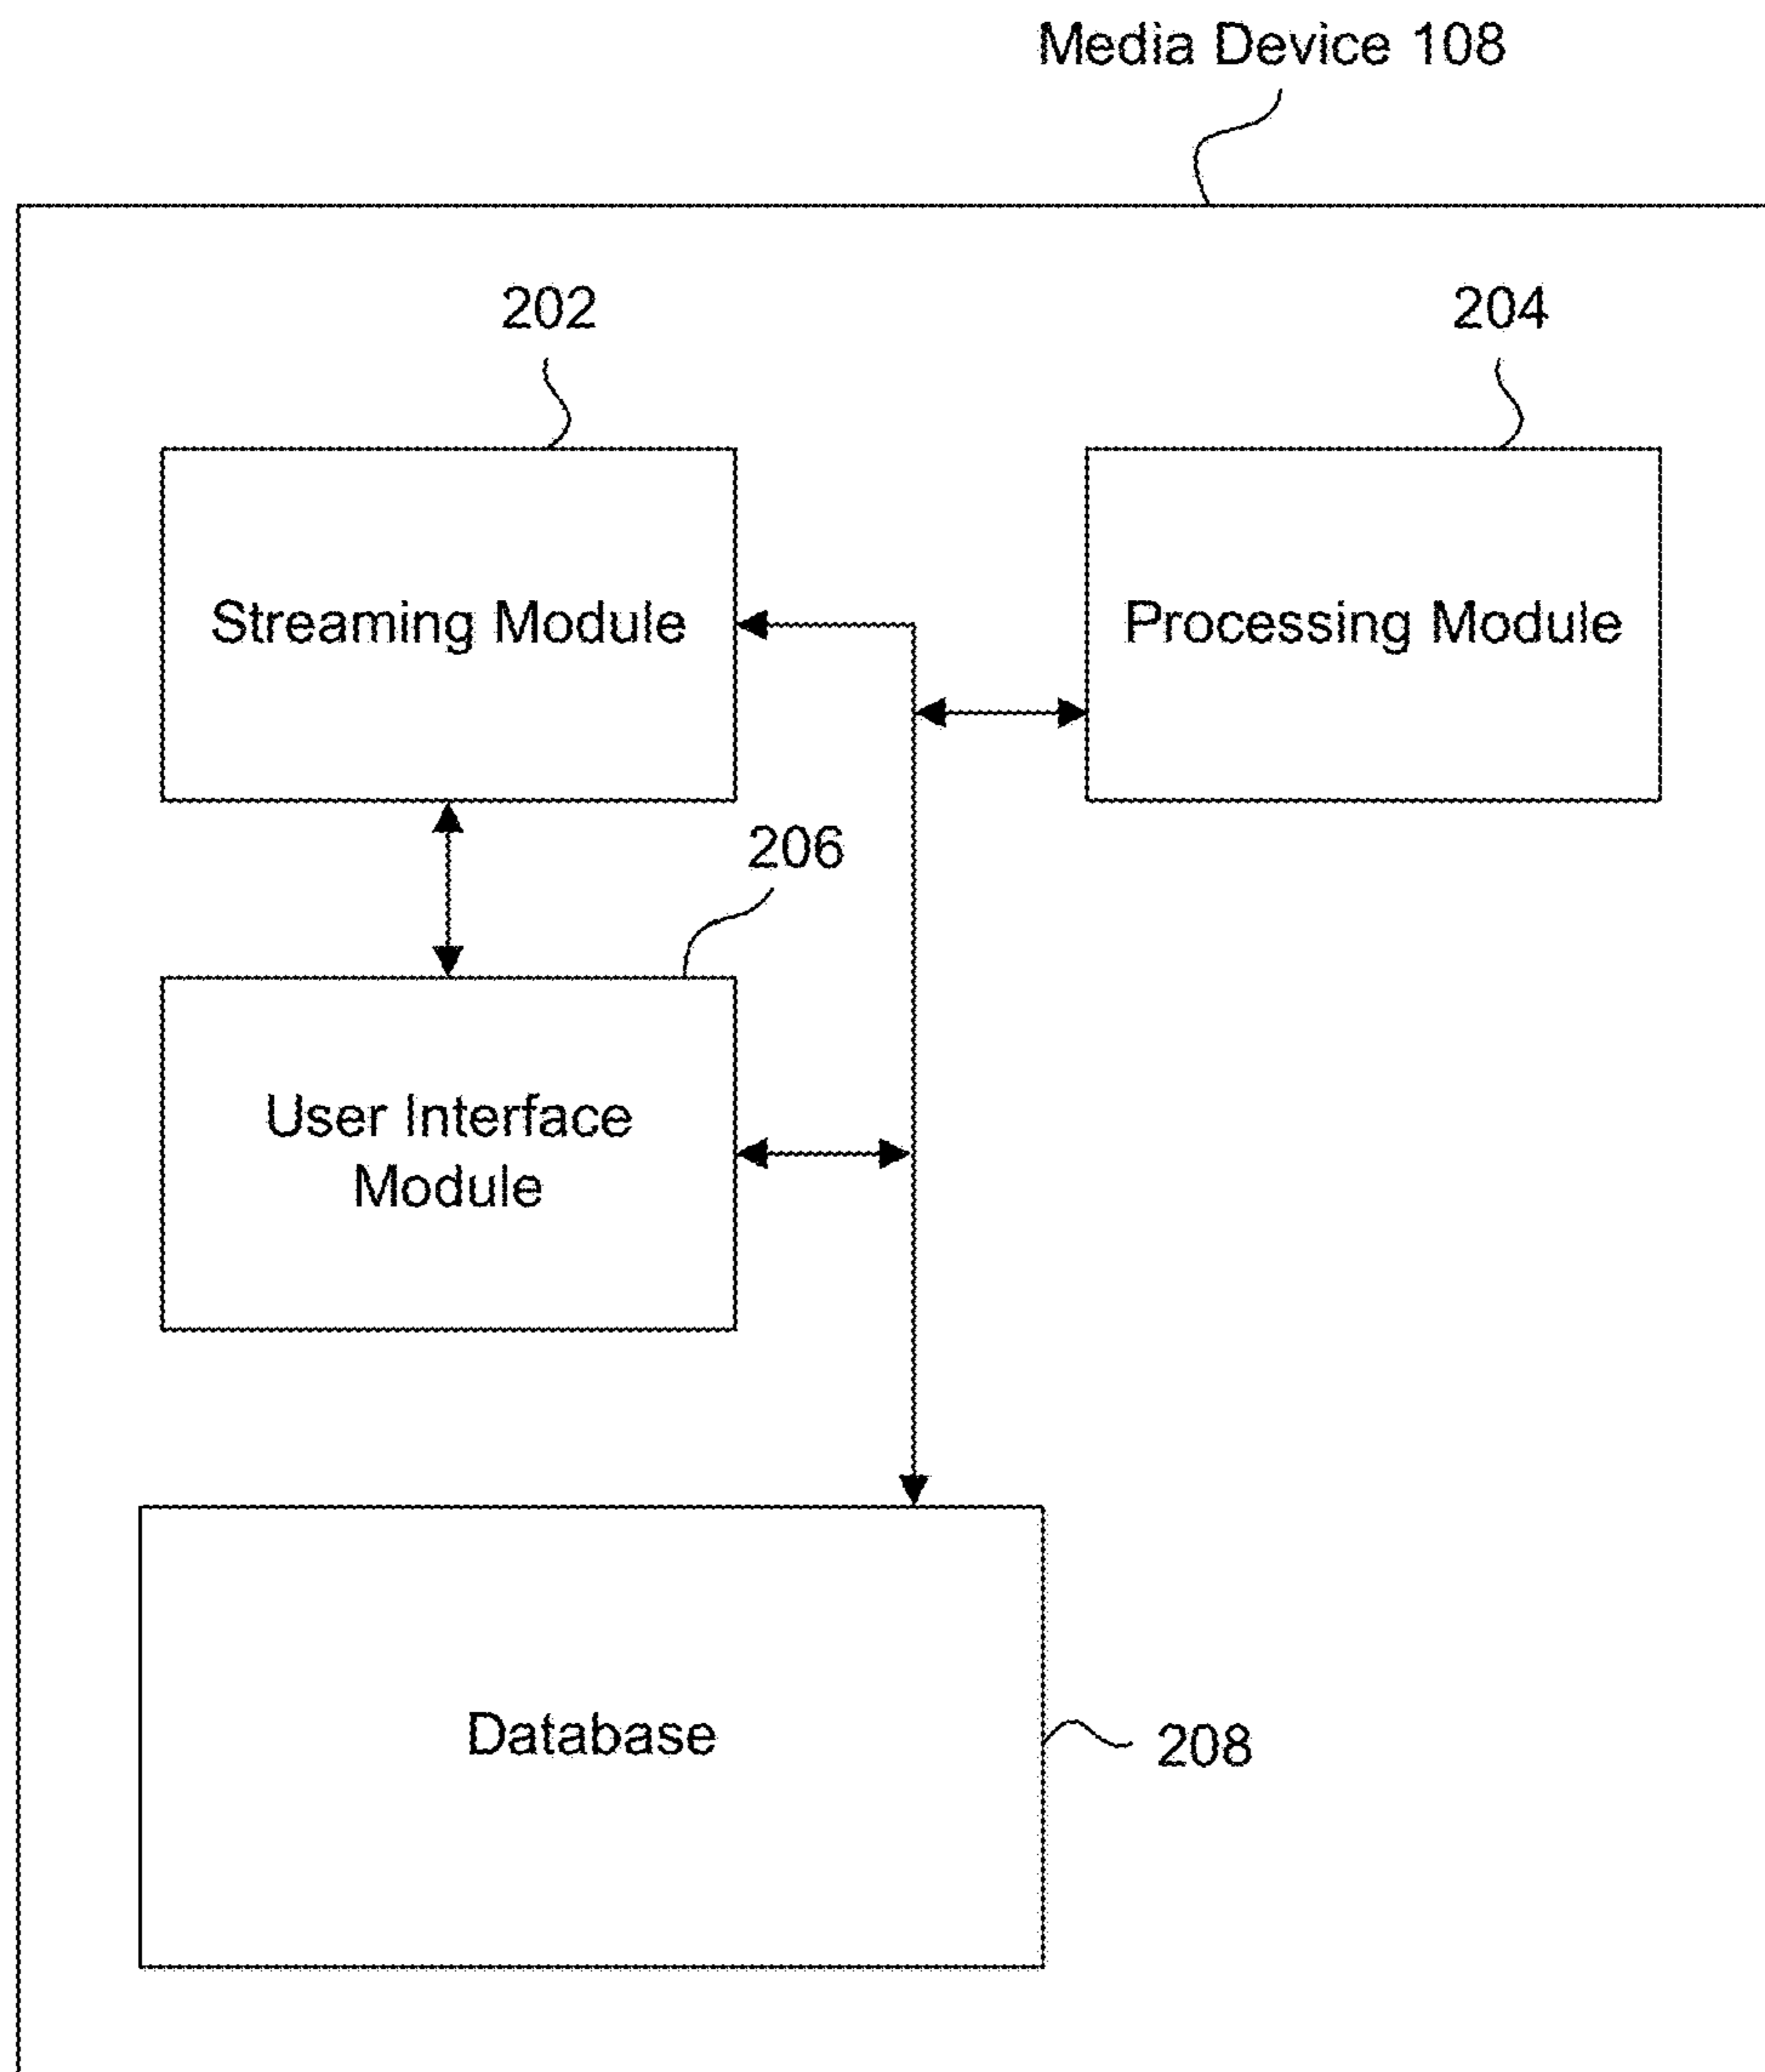 Media Device 108
202
204
Streaming Module
Processing Module
206
User Interface
Module
Database
208